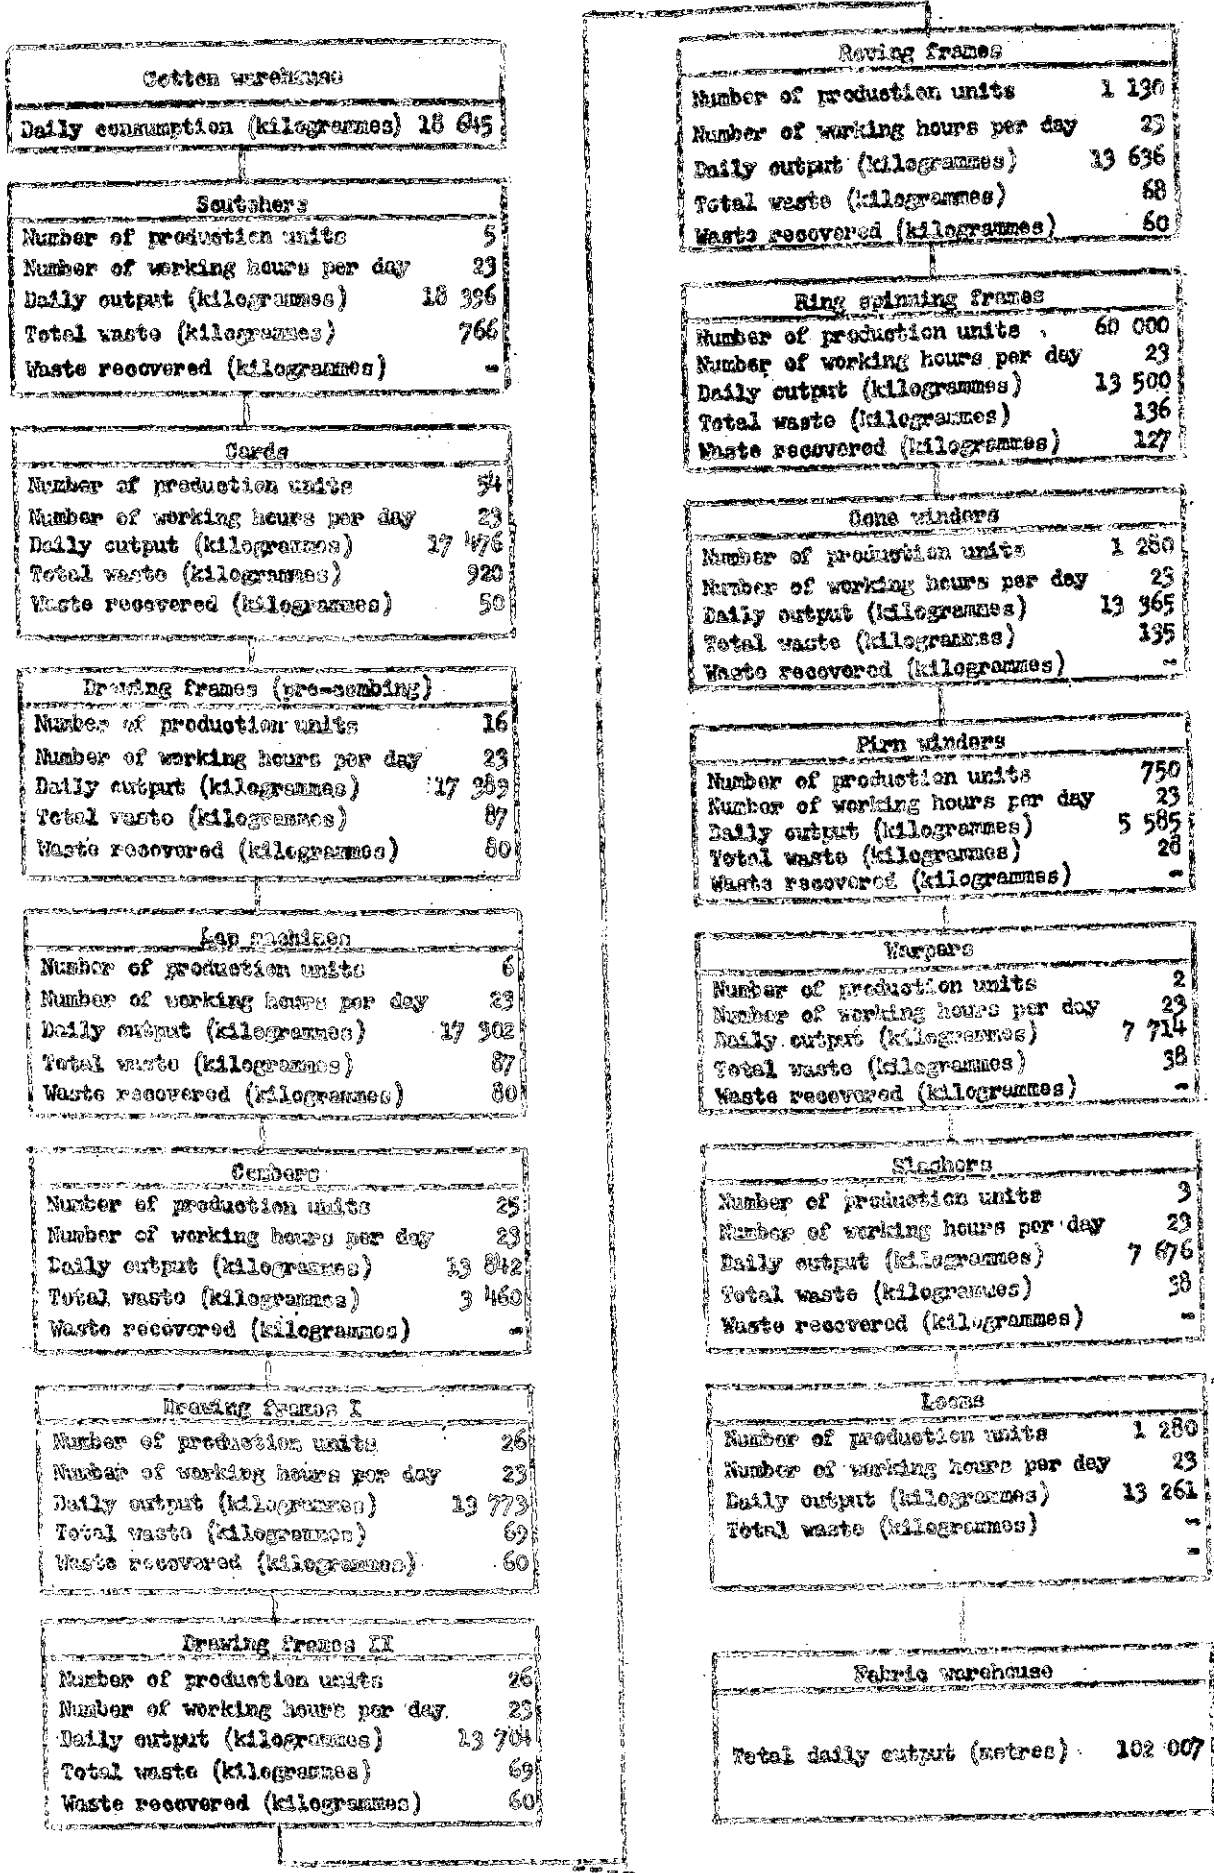 Cotton warehouse
Daily consumption (kilogrammes) 18 645
Scutchers
Number of production units 5
Number of working hours per day 23
Daily output (kilogrammes) 18 396
Total waste (kilogrammes) 766
Waste recovered (kilogrammes) -
Cards
Number of production units 54
Number of working hours per day 23
Daily output (kilogrammes) 17 476
Total waste (kilogrammes) 920
Waste recovered (kilogrammes) 50
Drawing frames (pre-combing)
Number of production units 16
Number of working hours per day 23
Daily output (kilogrammes) 17 389
Total waste (kilogrammes) 87
Waste recovered (kilogrammes) 80
Lap machines
Number of production units 6
Number of working hours per day 23
Daily output (kilogrammes) 17 302
Total waste (kilogrammes) 87
Waste recovered (kilogrammes) 80
Combers
Number of production units 25
Number of working hours per day 23
Daily output (kilogrammes) 13 842
Total waste (kilogrammes) 3 460
Waste recovered (kilogrammes) -
Drawing frames I
Number of production units 26
Number of working hours per day 23
Daily output (kilogrammes) 13 773
Total waste (kilogrammes) 69
Waste recovered (kilogrammes) 60
Drawing frames II
Number of production units 26
Number of working hours per day 23
Daily output (kilogrammes) 13 704
Total waste (kilogrammes) 69
Waste recovered (kilogrammes) 60
Roving frames
Number of production units 1 130
Number of working hours per day 23
Daily output (kilogrammes) 13 636
Total waste (kilogrammes) 68
Waste recovered (kilogrammes) 60
Ring spinning frames
Number of production units 60 000
Number of working hours per day 23
Daily output (kilogrammes) 13 500
Total waste (kilogrammes) 136
Waste recovered (kilogrammes) 127
Cone winders
Number of production units 1 280
Number of working hours per day 23
Daily output (kilogrammes) 13 365
Total waste (kilogrammes) 135
Waste recovered (kilogrammes) -
Pirn winders
Number of production units 750
Number of working hours per day 23
Daily output (kilogrammes) 5 585
Total waste (kilogrammes) 28
Waste recovered (kilogrammes) -
Warpers
Number of production units 2
Number of working hours per day 23
Daily output (kilogrammes) 7 714
Total waste (kilogrammes) 38
Waste recovered (kilogrammes) -
Slashers
Number of production units 3
Number of working hours per day 23
Daily output (kilogrammes) 7 676
Total waste (kilogrammes) 38
Waste recovered (kilogrammes) -
Looms
Number of production units 1 280
Number of working hours per day 23
Daily output (kilogrammes) 13 261
Total waste (kilogrammes) -
-
Fabric warehouse
Total daily output (metres) 102 007